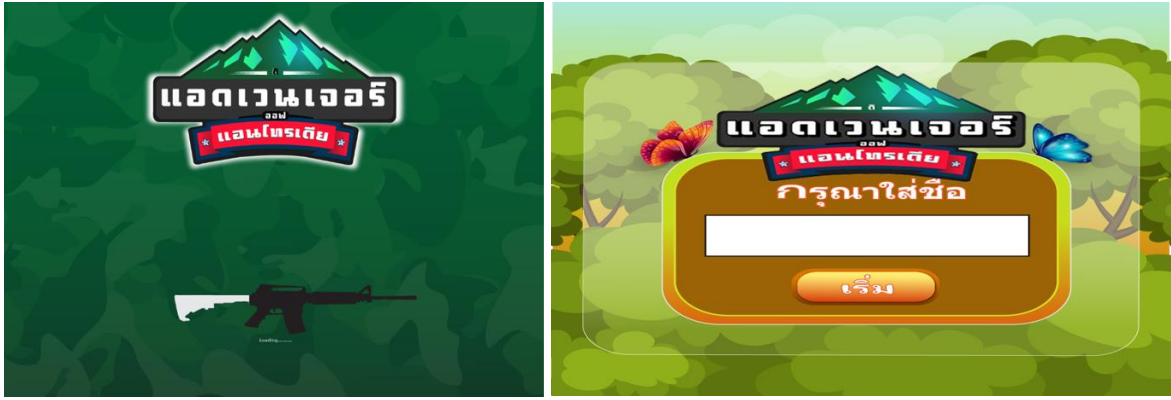 แอดเวนเจอร์
ออฟ
แอนโทรเดีย
Loading........
แอดเวนเจอร์
ออฟ
แอนโทรเดีย
กรุณาใส่ชื่อ
เริ่ม